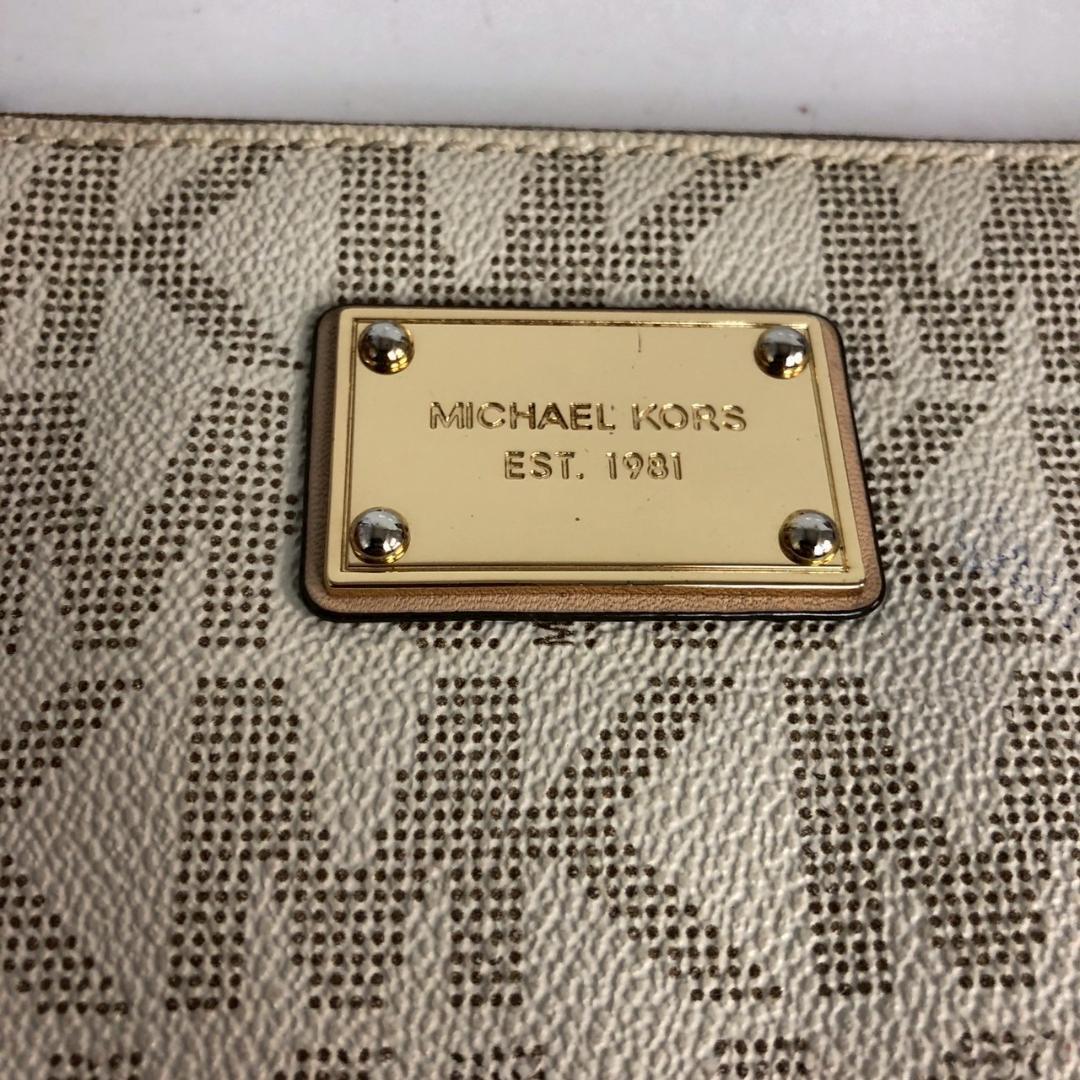 MICHAEL KORS
EST. 1981